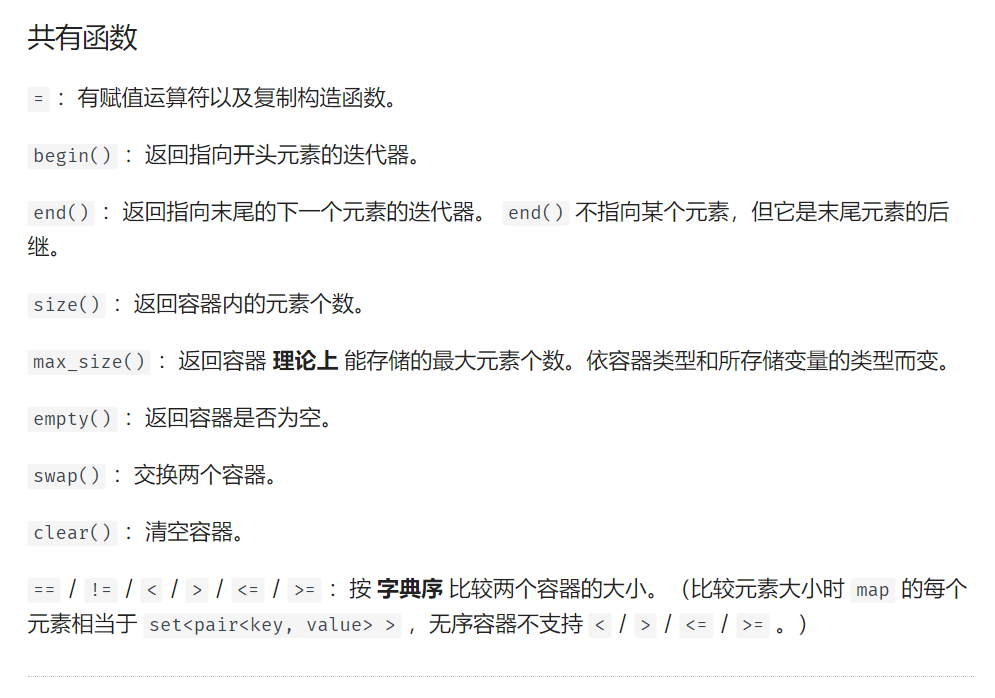 共有函数
= ：有赋值运算符以及复制构造函数。
begin() ：返回指向开头元素的迭代器。
end() ：返回指向末尾的下一个元素的迭代器。 end() 不指向某个元素，但它是末尾元素的后
继。
size() ：返回容器内的元素个数。
max_size() ：返回容器 理论上 能存储的最大元素个数。依容器类型和所存储变量的类型而变。
empty() ：返回容器是否为空。
swap() ：交换两个容器。
clear() ：清空容器。
== / != / < / > / <= / >= ：按 字典序 比较两个容器的大小。（比较元素大小时 map 的每个
元素相当于 set<pair<key, value> > ，无序容器不支持 < / > / <= / >= 。）